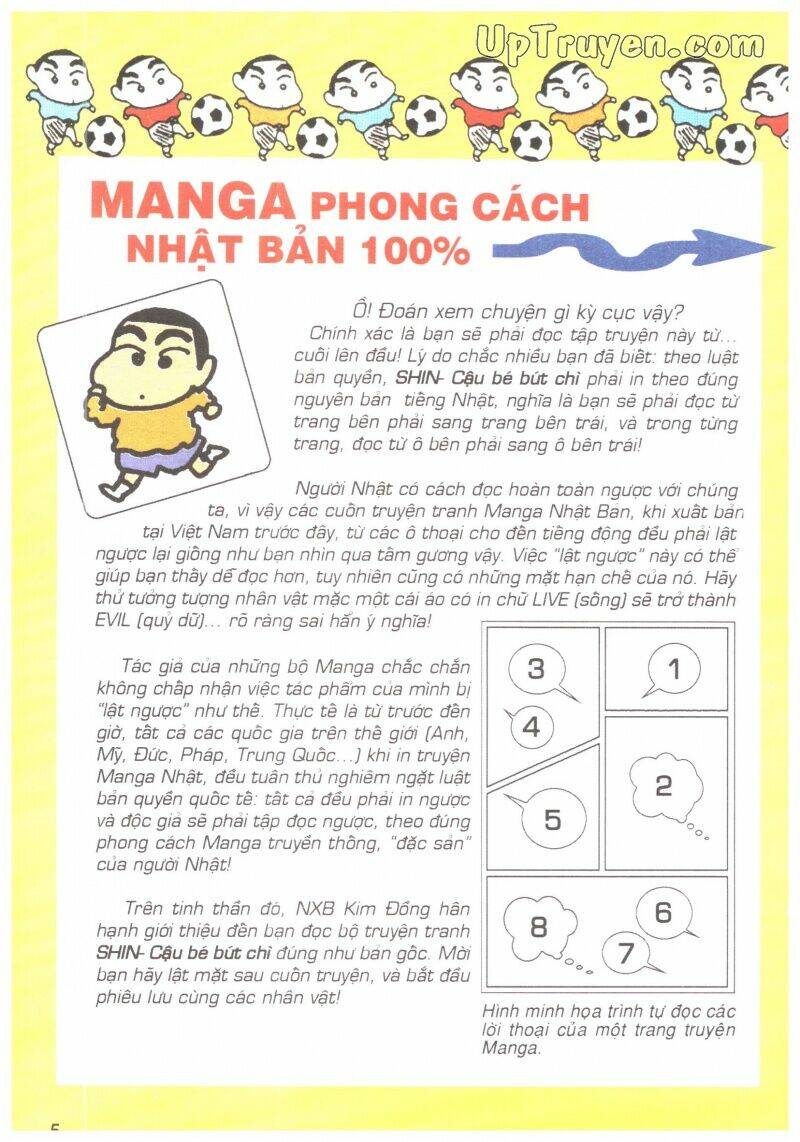 UpTruyen.com
MANGA PHONG CÁCH
NHẬT BẢN 100%
Ồ! Đoán xem chuyện gì kỳ cục vậy?
Chính xác là bạn sẽ phải đọc tập truyện này từ...
cuối lên đầu! Lý do chắc nhiều bạn đã biết: theo luật
bản quyền, SHIN- Cậu bé bút chì phải in theo đúng
nguyên bản tiếng Nhật, nghĩa là bạn sẽ phải đọc từ
trang bên phải sang trang bên trái, và trong từng
trang, đọc từ ô bên phải sang ô bên trái!
Người Nhật có cách đọc hoàn toàn ngược với chúng
ta, vì vậy các cuốn truyện tranh Manga Nhật Bản, khi xuất bản
tại Việt Nam trước đây, từ các ô thoại cho đến tiếng động đều phải lật
ngược lại giống như bạn nhìn qua tấm gương vậy. Việc "lật ngược" này có thể
giúp bạn thấy dễ đọc hơn, tuy nhiên cũng có những mặt hạn chế của nó. Hãy
thử tưởng tượng nhân vật mặc một cái áo có in chữ LIVE (sống) sẽ trở thành
EVIL (quỷ dữ)... rõ ràng sai hẳn ý nghĩa!
Tác giả của những bộ Manga chắc chắn
không chấp nhận việc tác phẩm của mình bị
"lật ngược" như thế. Thực tế là từ trước đến
giờ, tất cả các quốc gia trên thế giới (Anh,
Mỹ, Đức, Pháp, Trung Quốc...) khi in truyện
Manga Nhật, đều tuân thủ nghiêm ngặt luật
bản quyền quốc tế: tất cả đều phải in ngược
và độc giả sẽ phải tập đọc ngược, theo đúng
phong cách Manga truyền thống, "đặc sản"
của người Nhật!
Trên tinh thần đó, NXB Kim Đồng hân
hạnh giới thiệu đến bạn đọc bộ truyện tranh
SHIN- Cậu bé bút chì đúng như bản gốc. Mời
bạn hãy lật mặt sau cuốn truyện, và bắt đầu
phiêu lưu cùng các nhân vật!
1
2
3
4
5
6
7
8
Hình minh họa trình tự đọc các
lời thoại của một trang truyện
Manga.